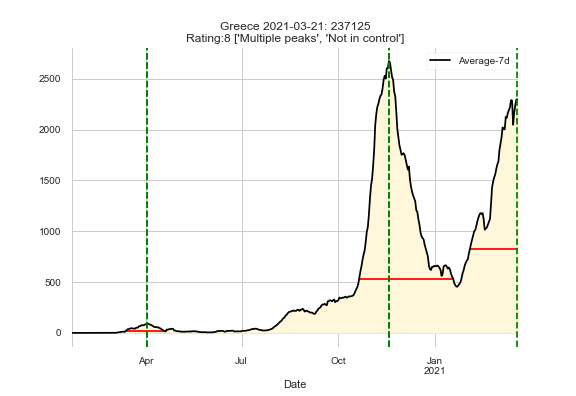 Greece 2021-03-21: 237125
Rating:8 ['Multiple peaks', 'Not in control']
Average-7d
2500
2000
1500
1000
500
0
Apr
Jul
Oct
Jan
2021
Date